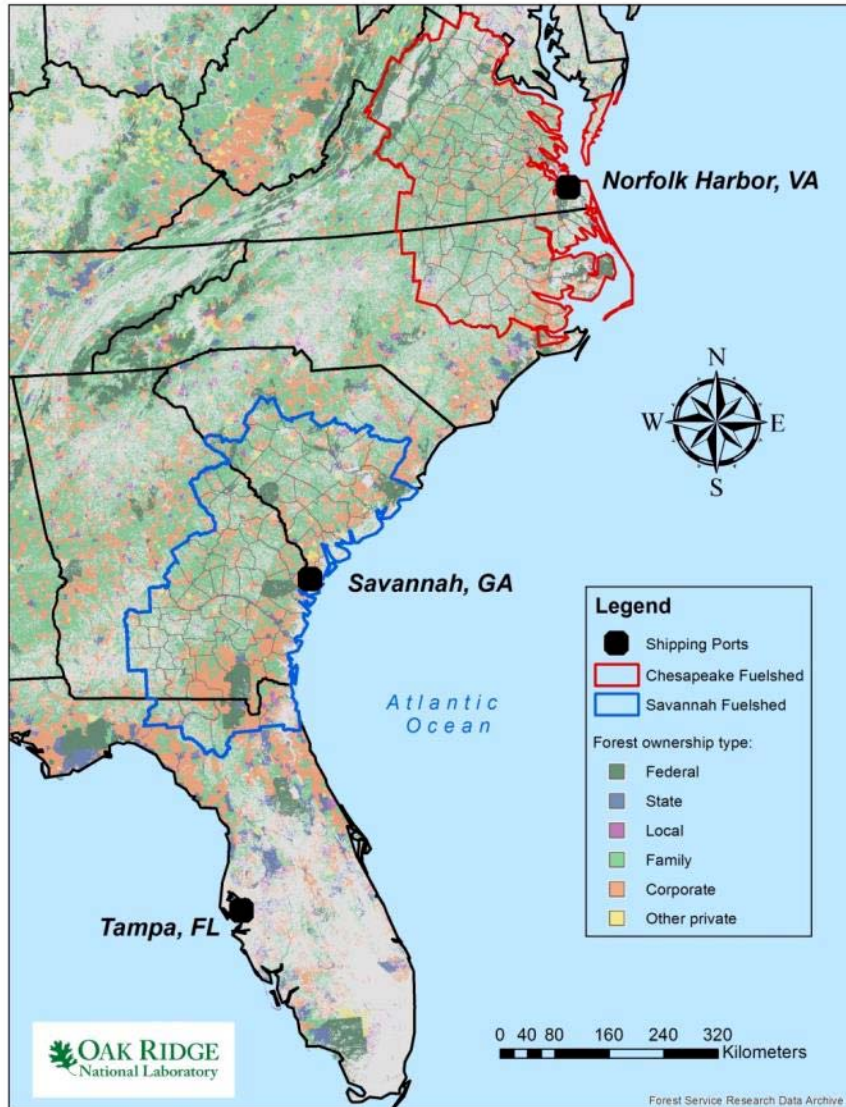 Norfolk Harbor, VA
N
W
E
S
Savannah, GA
Atlantic
Ocean
Tampa, FL
Legend
Shipping Ports
Chesapeake Fuelshed
Savannah Fuelshed
Forest ownership type:
Federal
State
Local
Family
Corporate
Other private
OAK RIDGE
National Laboratory
0 40 80 160 240 320
Kilometers
Forest Service Research Data Archive